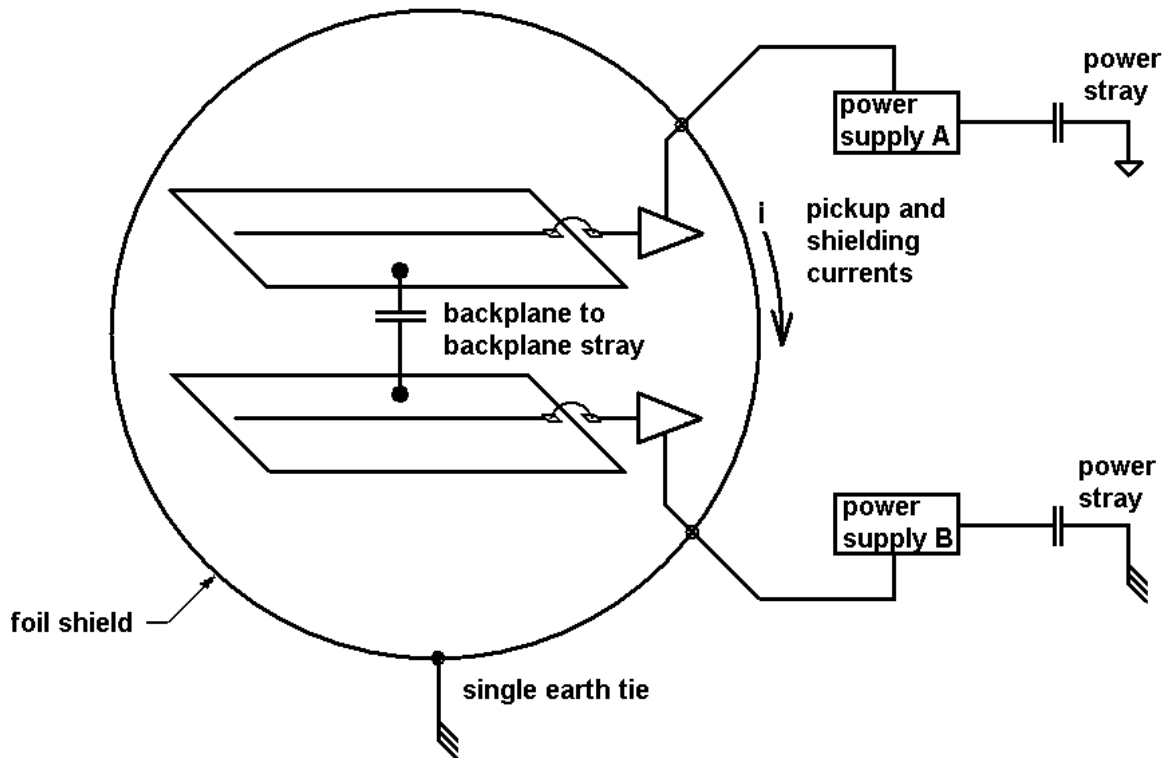 power
stray
power
supply A
i
pickup and
shielding
currents
backplane to
backplane stray
power
stray
power
supply B
foil shield
single earth tie